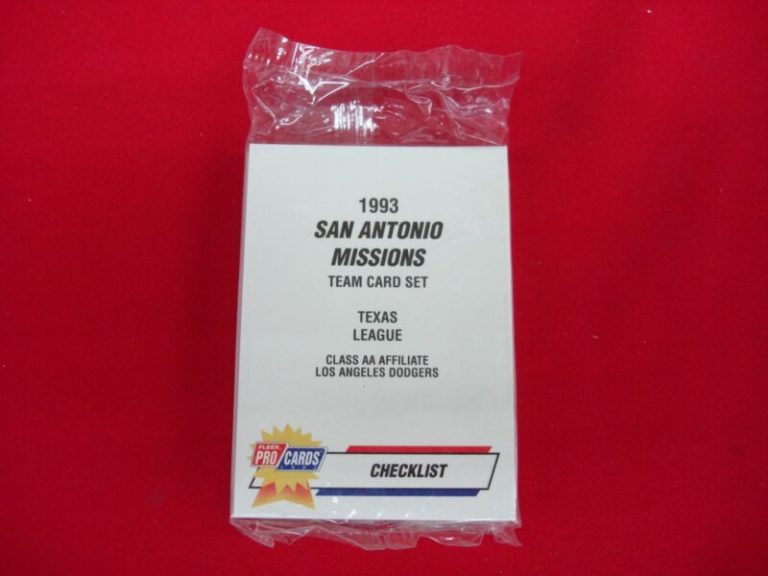 1993
SAN ANTONIO
MISSIONS
TEAM CARD SET
TEXAS
LEAGUE
CLASS AA AFFILIATE
LOS ANGELES DODGERS
FLEER
PRO CARDS
CHECKLIST